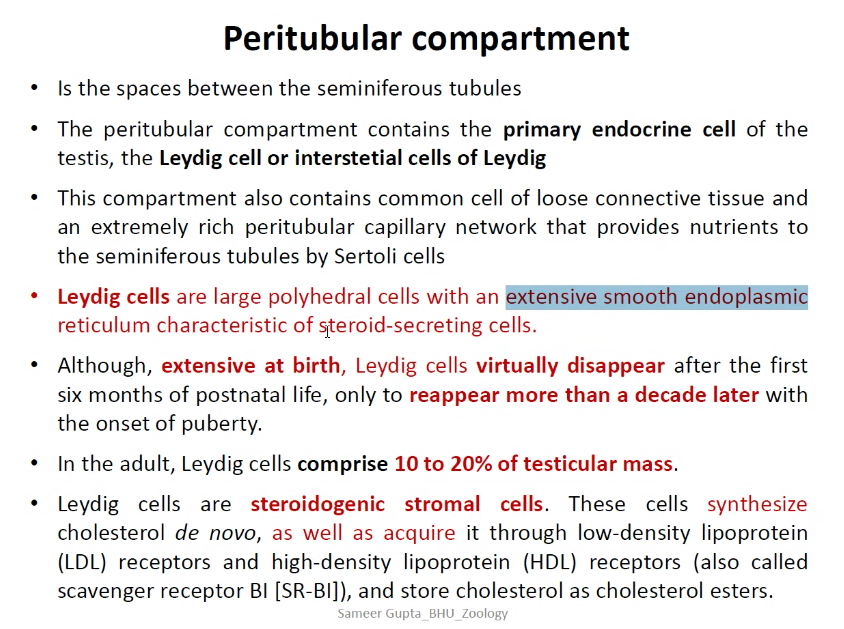 Peritubular compartment
• Is the spaces between the seminiferous tubules
• The peritubular compartment contains the primary endocrine cell of the
testis, the Leydig cell or interstetial cells of Leydig
• This compartment also contains common cell of loose connective tissue and
an extremely rich peritubular capillary network that provides nutrients to
the seminiferous tubules by Sertoli cells
• Leydig cells are large polyhedral cells with an extensive smooth endoplasmic
reticulum characteristic of steroid-secreting cells.
• Although, extensive at birth, Leydig cells virtually disappear after the first
six months of postnatal life, only to reappear more than a decade later with
the onset of puberty.
• In the adult, Leydig cells comprise 10 to 20% of testicular mass.
• Leydig cells are steroidogenic stromal cells. These cells synthesize
cholesterol de novo, as well as acquire it through low-density lipoprotein
(LDL) receptors and high-density lipoprotein (HDL) receptors (also called
scavenger receptor BI [SR-BI]), and store cholesterol as cholesterol esters.
Sameer Gupta_BHU_Zoology